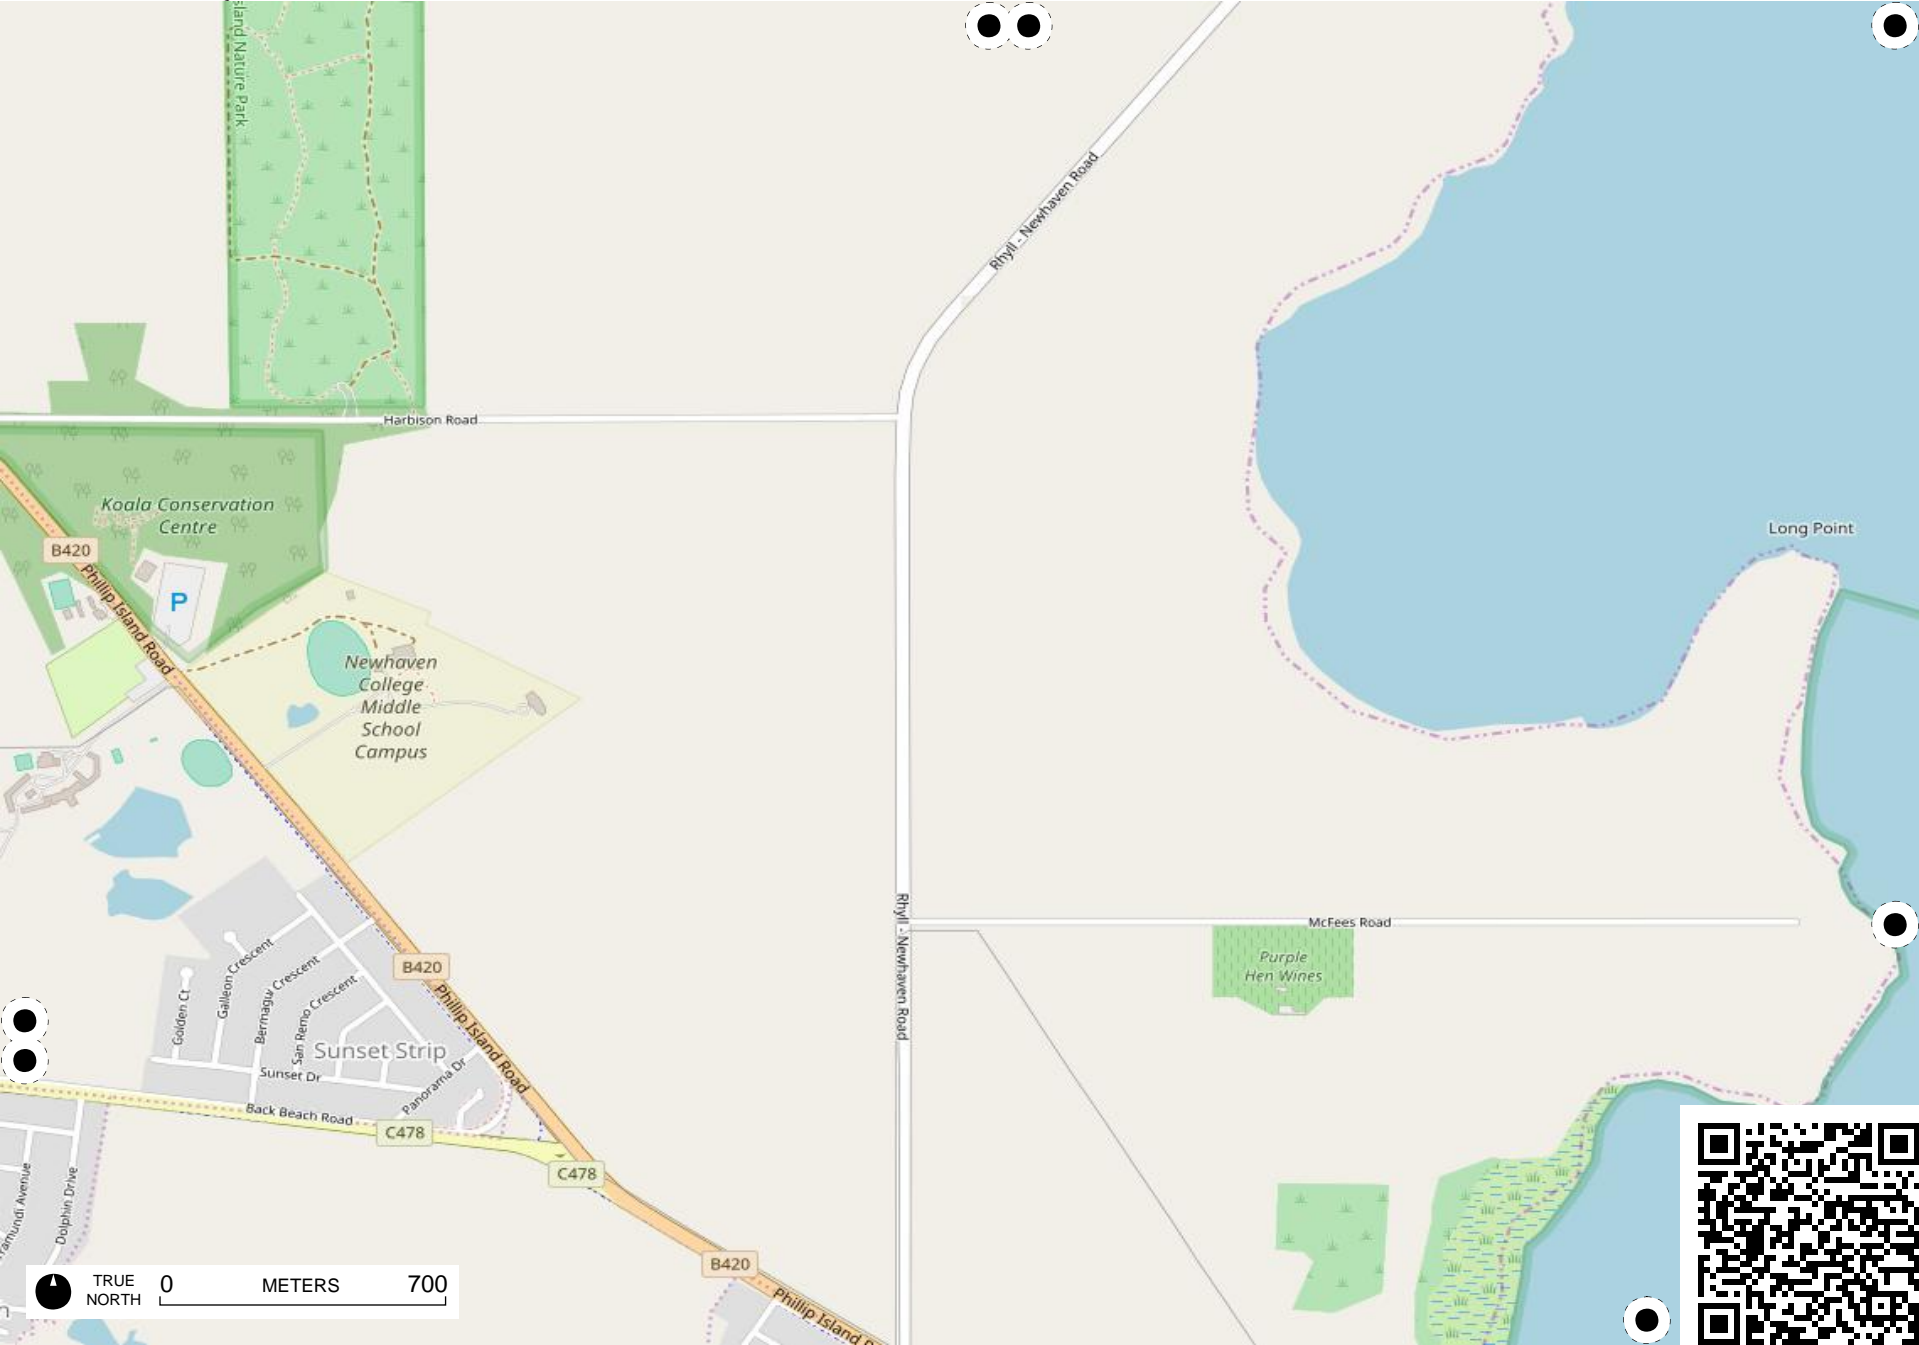 sland Nature Park
Rhyll - Newhaven Road
Harbison Road
Koala Conservation
Centre
Long Point
B420
P
Phillip Island Road
Newhaven
College
Middle
School
Campus
McFees Road
Rhyll - Newhaven Road
Purple
Hen Wines
B420
Phillip Island Road
Galleon Crescent
Bermagui Crescent
San Remo Crescent
Golden Ct
Sunset Strip
Sunset Dr
Panorama Dr
Back Beach Road
C478
C478
Dolphin Drive
ramundi Avenue
B420
Phillip Island R
TRUE
NORTH
0 METERS 700
n